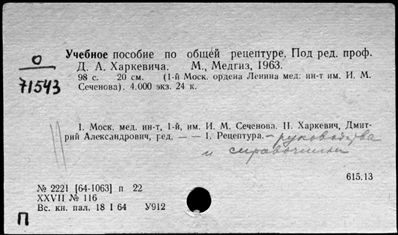 О
71543
Учебное пособие по общей рецептуре. Под ред. проф.
Д. А. Харкевича. М., Медгиз, 1963.
98 с. 20 см. (1-й Моск. ордена Ленина мед. ин-т им. И. М.
Сеченова). 4.000 экз. 24 к.
I. Моск. мед. ин-т, 1-й, им. И. М. Сеченова. II. Харкевич, Дмит-
рий Александрович, ред. — — 1. Рецептура. - руководства
и справочники
615.13
№ 2221 [64-1063] п 22
XXVII № 116
Вс. кн. пал. 18 I 64 У912
П